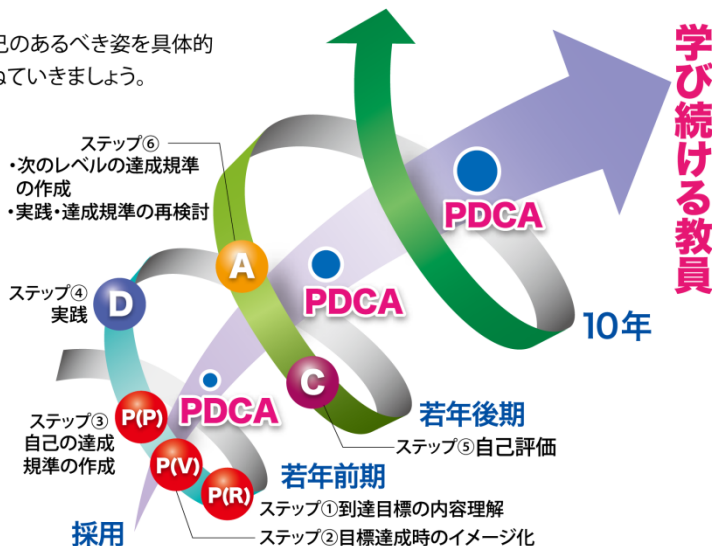 己のあるべき姿を具体的
ねていきましょう。
学び続ける教員
ステップ⑥
・次のレベルの達成規準
の作成
・実践・達成規準の再検討
PDCA
A
ステップ④
実践
D
PDCA
10年
C
ステップ③
自己の達成
規準の作成
P(P)
PDCA
若年後期
ステップ⑤自己評価
P(V)
若年前期
P(R)
ステップ①到達目標の内容理解
採用
ステップ②目標達成時のイメージ化